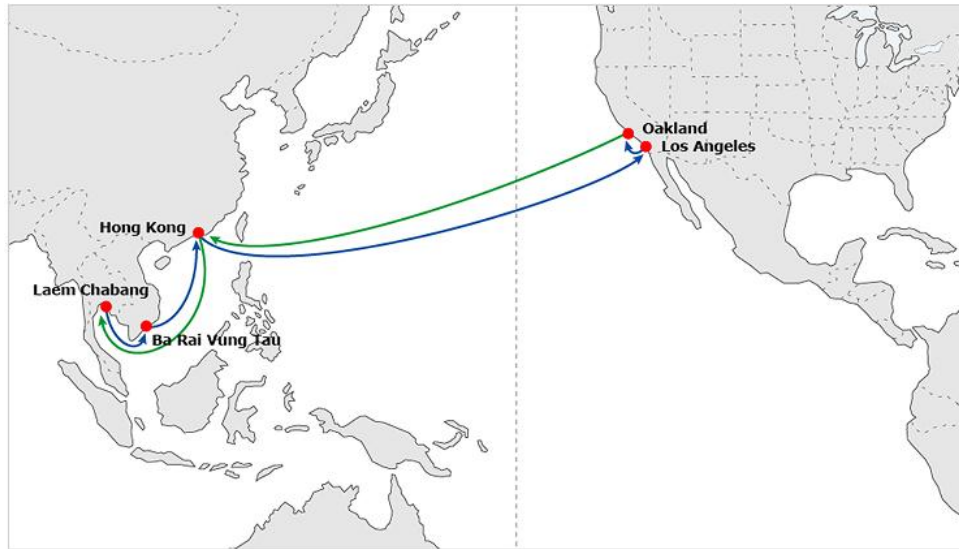 Oakland
Los Angeles
Hong Kong
Laem Chabang
Ba Rai Vung Tau